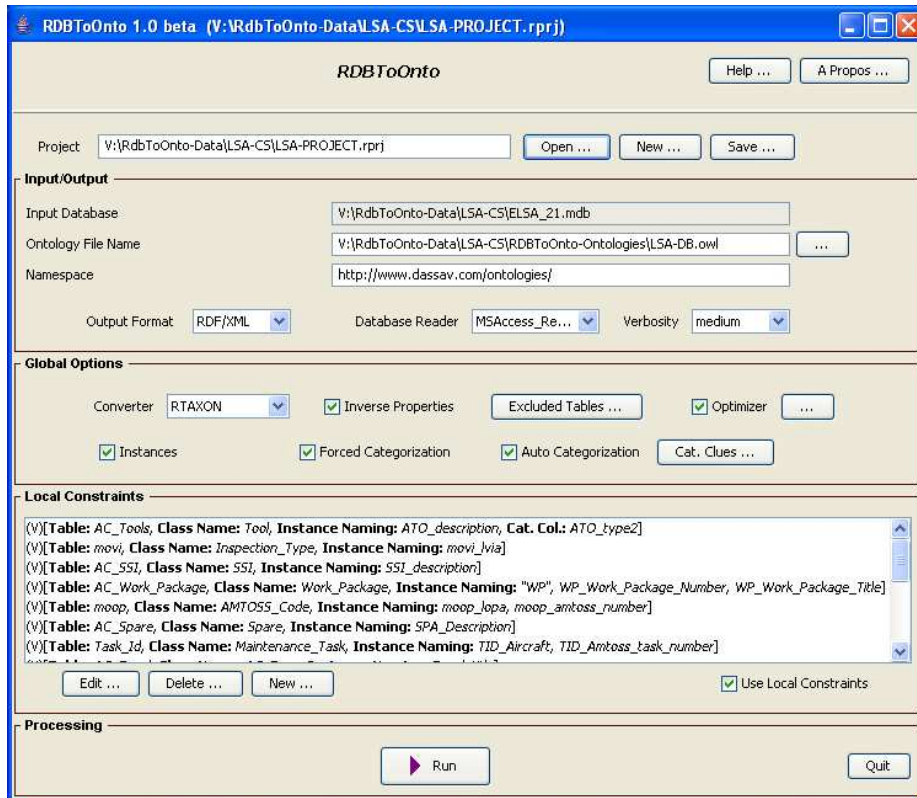 RDBToOnto 1.0 beta (V:\RdbToOnto-Data\LSA-CS\LSA-PROJECT.rprj)
RDBToOnto
Help ... A Propos ...
Project V:\RdbToOnto-Data\LSA-CS\LSA-PROJECT.rprj Open ... New ... Save ...
Input/Output
Input Database V:\RdbToOnto-Data\LSA-CS\ELSA_21.mdb
Ontology File Name V:\RdbToOnto-Data\LSA-CS\RDBToOnto-Ontologies\LSA-DB.owl ...
Namespace http://www.dassav.com/ontologies/
Output Format RDF/XML Database Reader MSAccess_Re... Verbosity medium
Global Options
Converter RTAXON Inverse Properties Excluded Tables ... Optimizer ...
Instances Forced Categorization Auto Categorization Cat. Clues ...
Local Constraints
(V)[Table: AC_Tools, Class Name: Tool, Instance Naming: ATO_description, Cat. Col.: ATO_type2]
(V)[Table: movi, Class Name: Inspection_Type, Instance Naming: movi_lvia]
(V)[Table: AC_SSI, Class Name: SSI, Instance Naming: SSI_description]
(V)[Table: AC_Work_Package, Class Name: Work_Package, Instance Naming: "WP", WP_Work_Package_Number, WP_Work_Package_Title]
(V)[Table: moop, Class Name: AMTOSS_Code, Instance Naming: moop_lopa, moop_amtoss_number]
(V)[Table: AC_Spare, Class Name: Spare, Instance Naming: SPA_Description]
(V)[Table: Task_Id, Class Name: Maintenance_Task, Instance Naming: TID_Aircraft, TID_Amtoss_task_number]
Edit ... Delete ... New ... Use Local Constraints
Processing
Run Quit